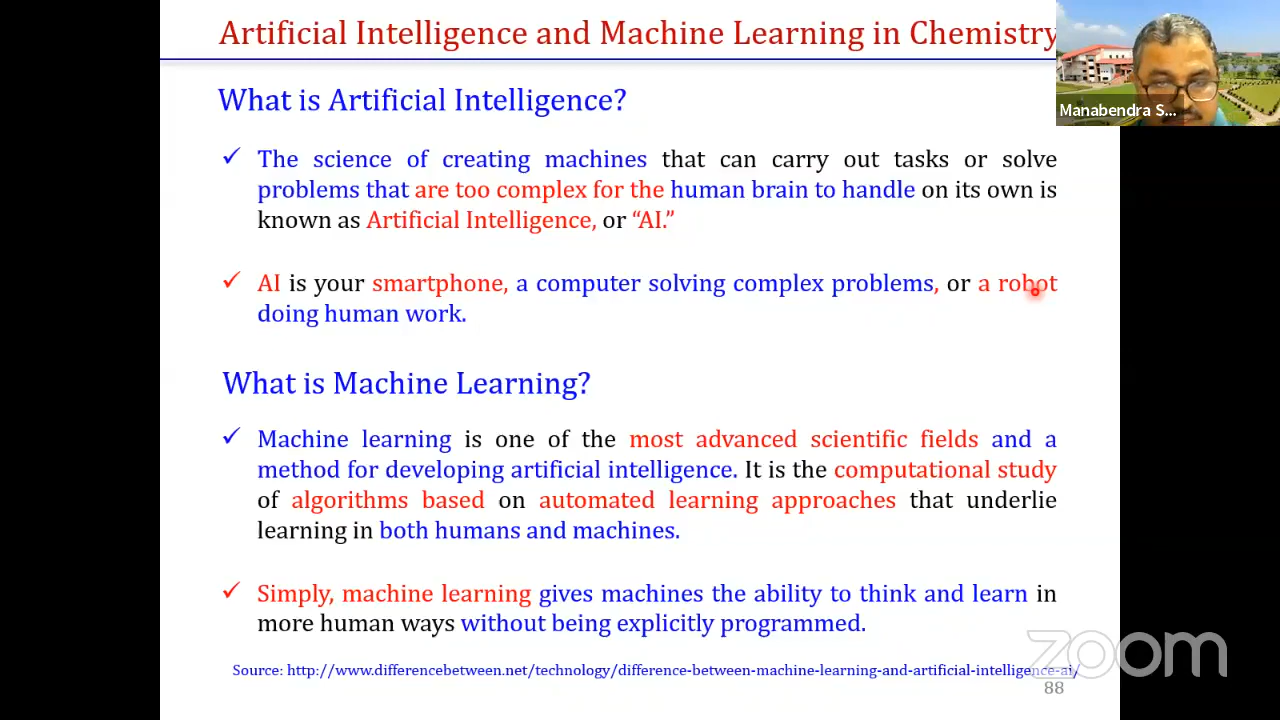 Artificial Intelligence and Machine Learning in Chemistry
Manabendra S...
What is Artificial Intelligence?
✓ The science of creating machines that can carry out tasks or solve
problems that are too complex for the human brain to handle on its own is
known as Artificial Intelligence, or “AI.”
✓ AI is your smartphone, a computer solving complex problems, or a robot
doing human work.
What is Machine Learning?
✓ Machine learning is one of the most advanced scientific fields and a
method for developing artificial intelligence. It is the computational study
of algorithms based on automated learning approaches that underlie
learning in both humans and machines.
✓ Simply, machine learning gives machines the ability to think and learn in
more human ways without being explicitly programmed.
zoom
Source: http://www.differencebetween.net/technology/difference-between-machine-learning-and-artificial-intelligence-ai/
88